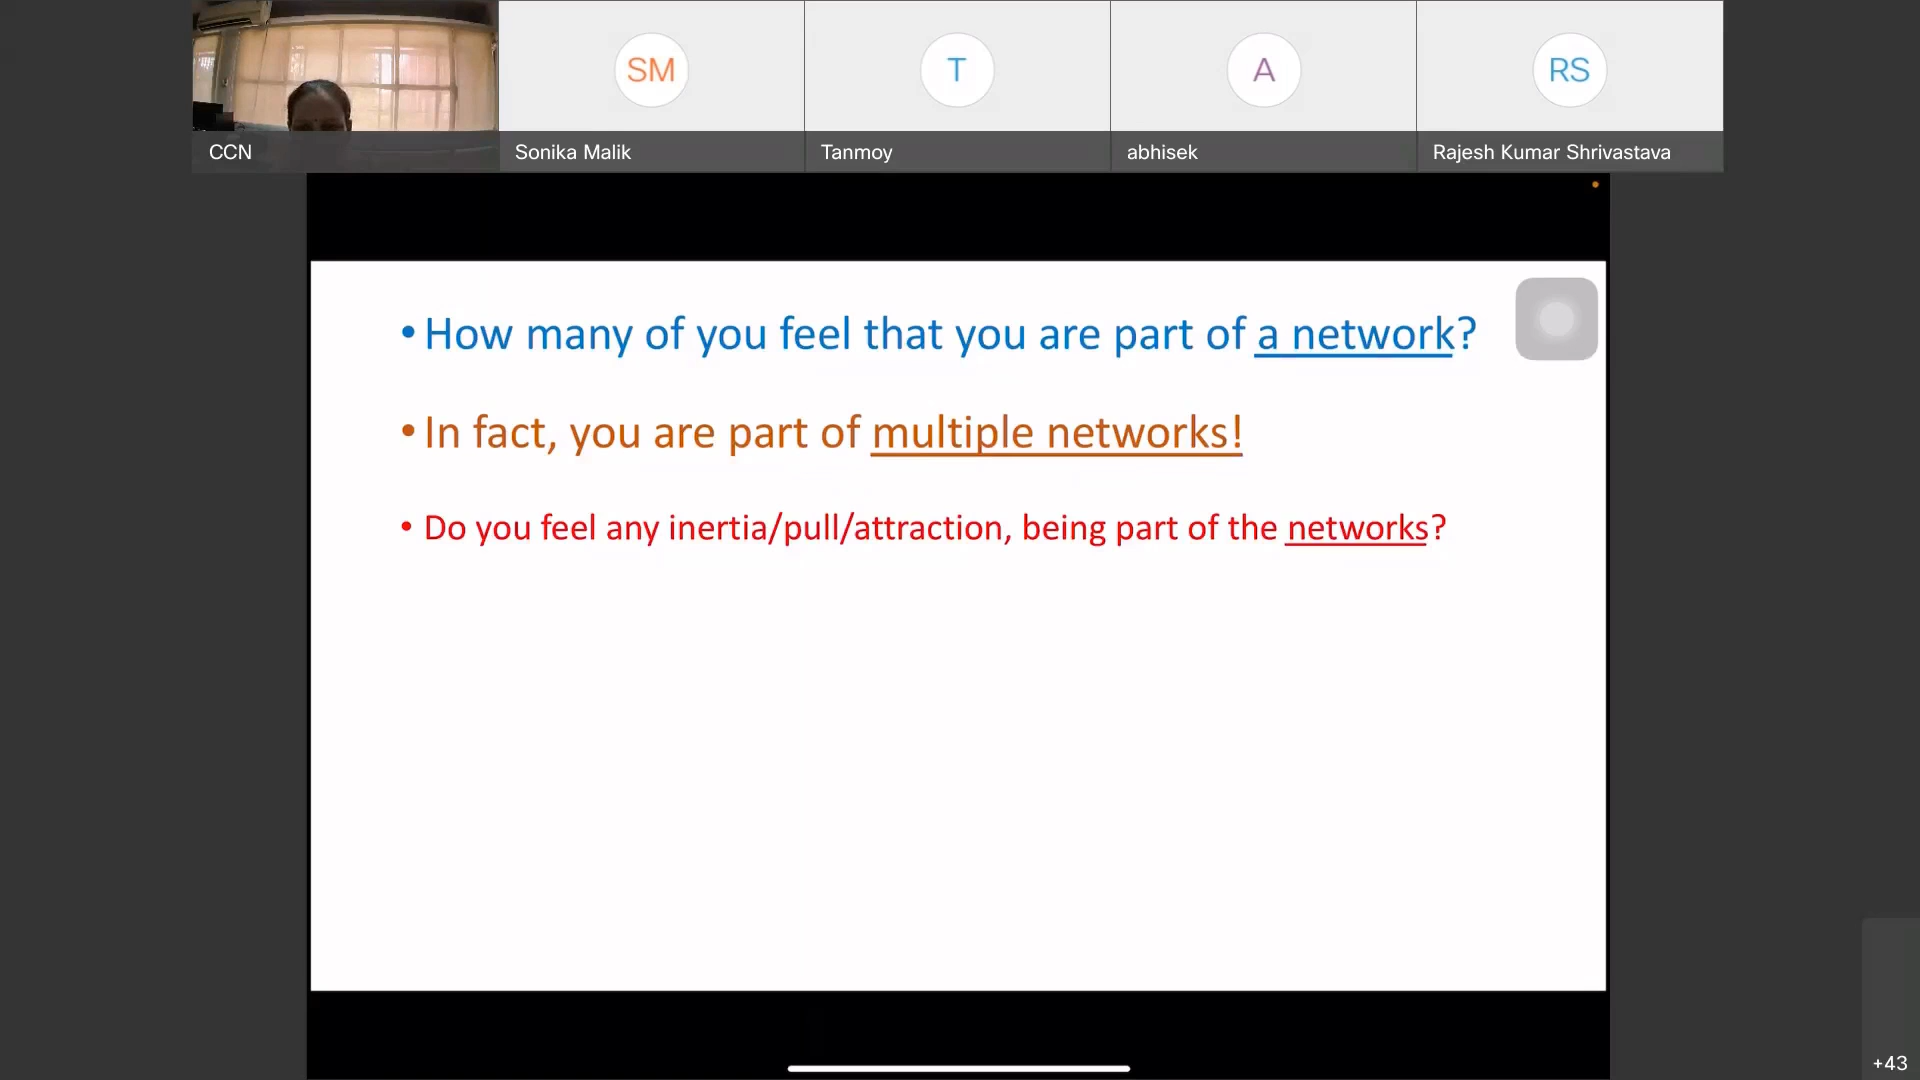 SM
T
A
RS
CCN
Sonika Malik
Tanmoy
abhisek
Rajesh Kumar Shrivastava
• How many of you feel that you are part of a network?
• In fact, you are part of multiple networks!
• Do you feel any inertia/pull/attraction, being part of the networks?
+43